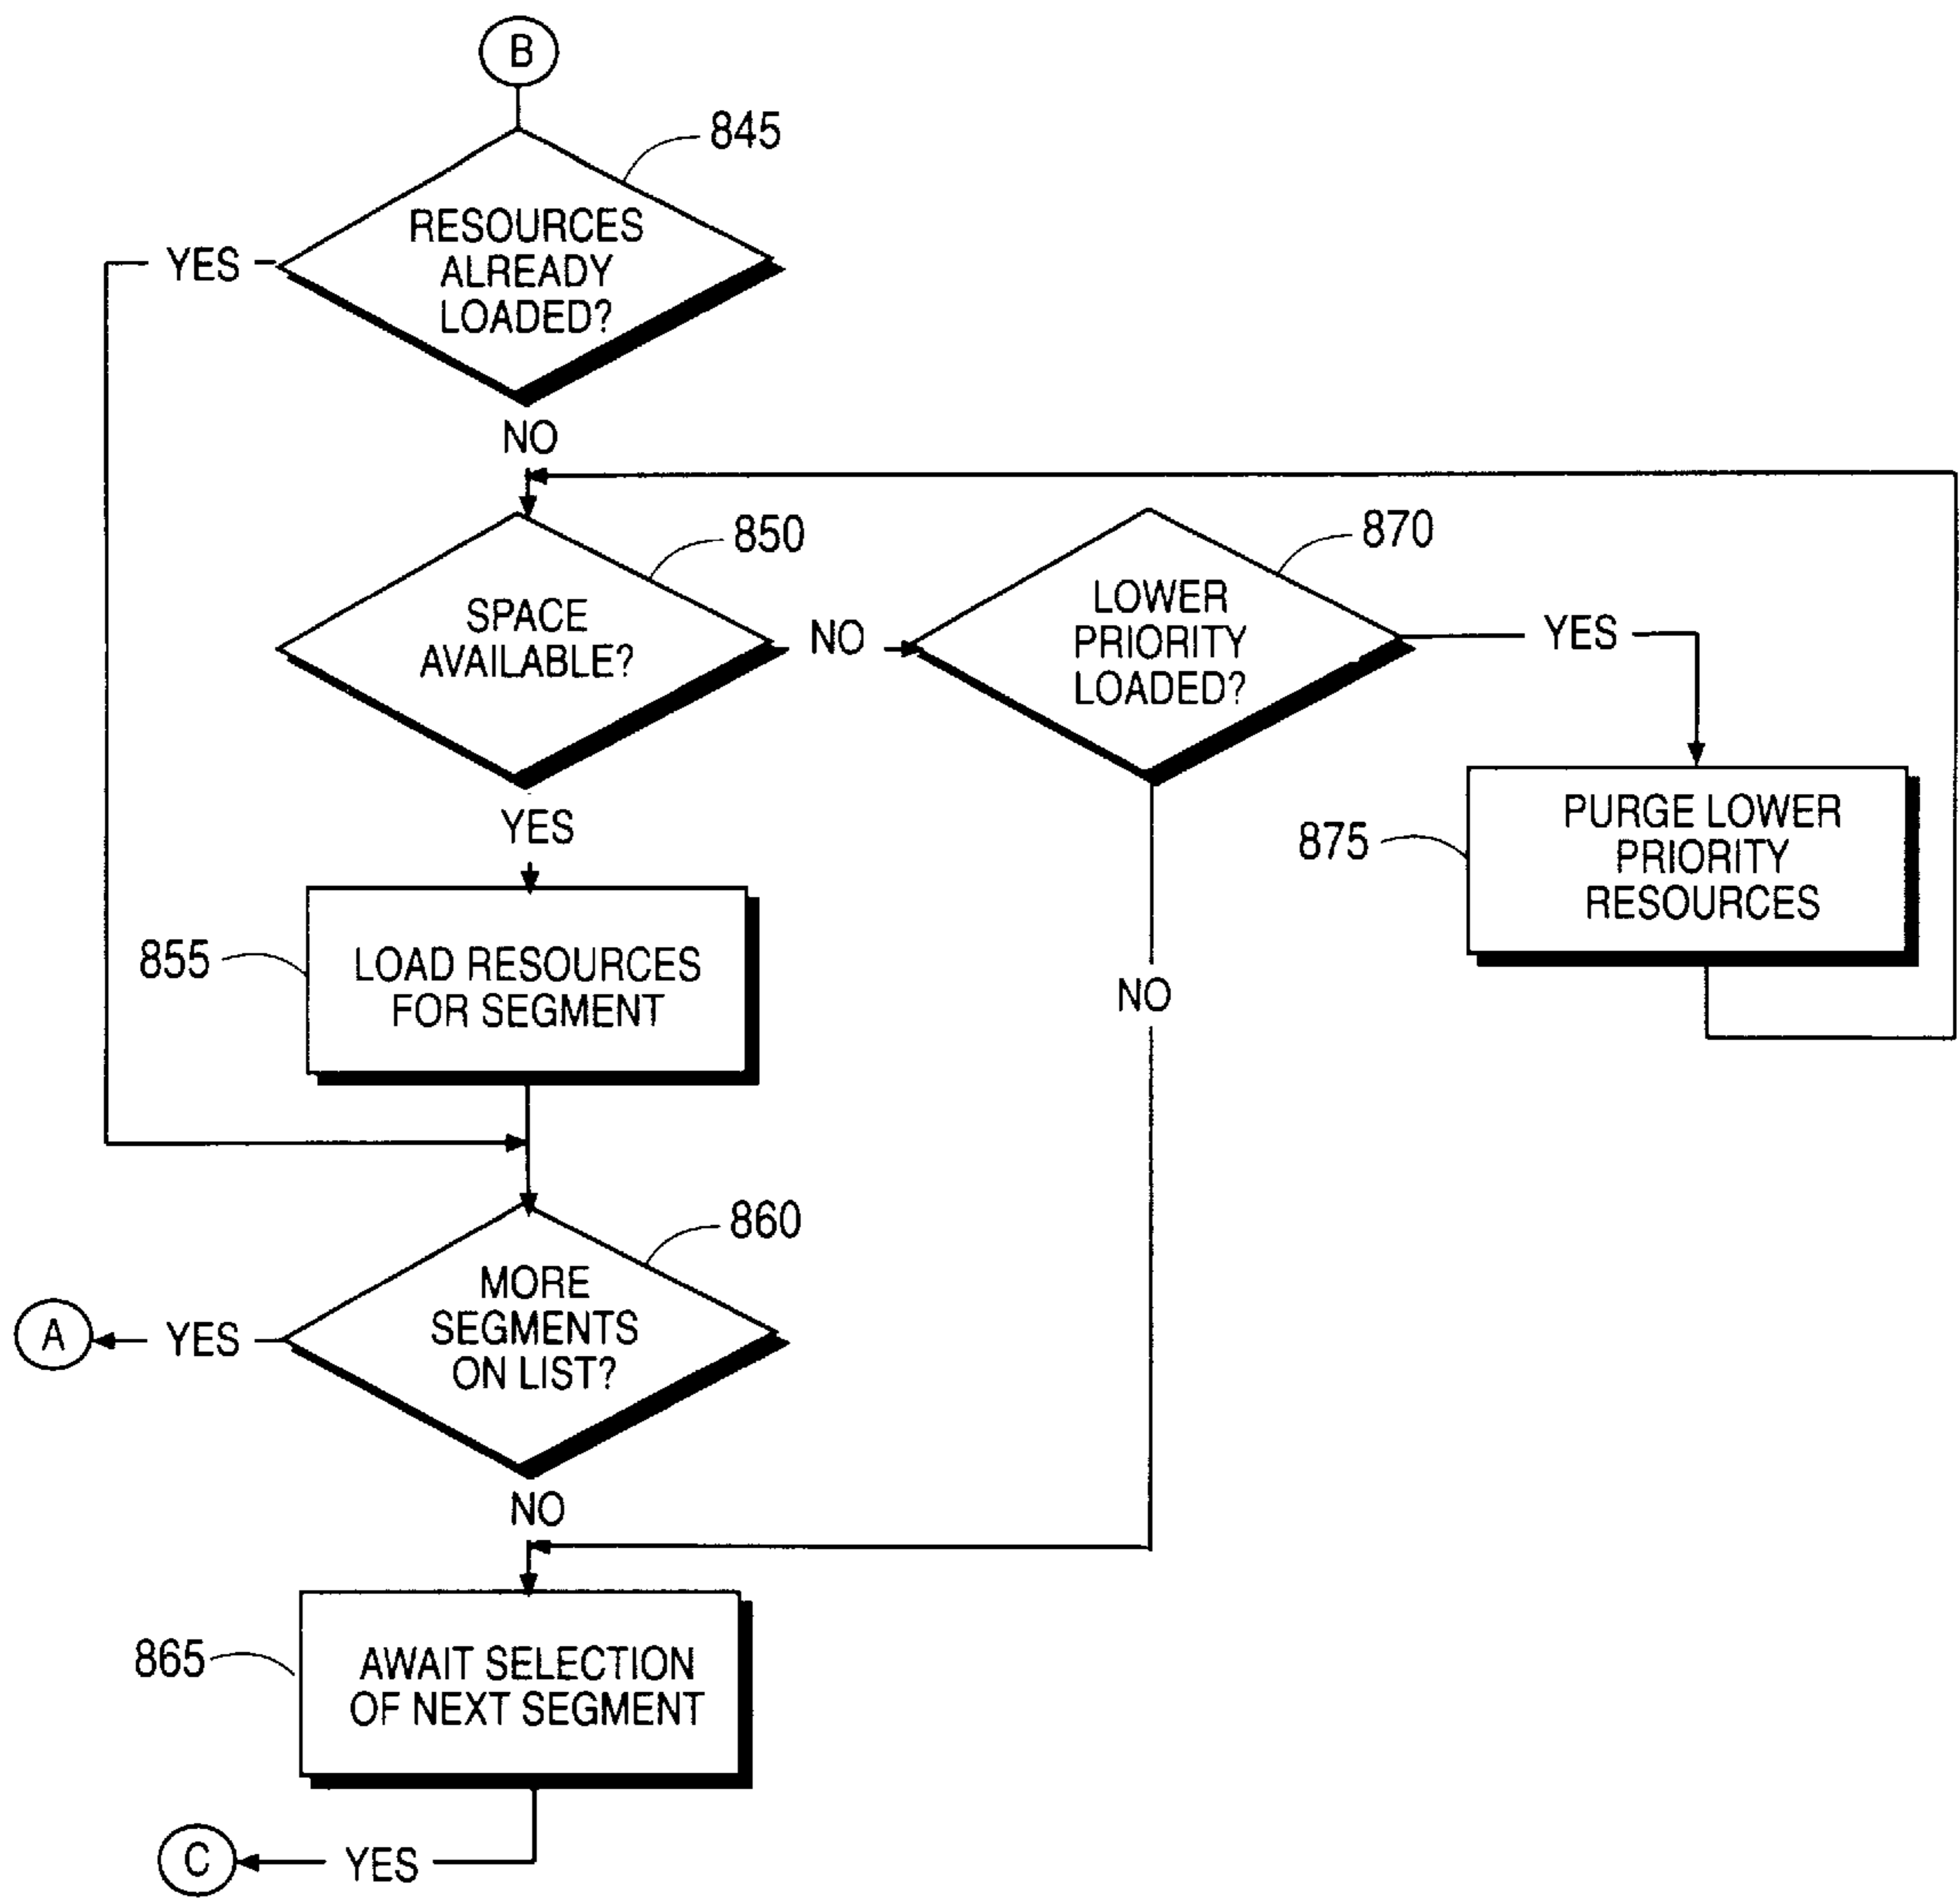 B
845
RESOURCES
ALREADY
LOADED?
YES
NO
850
SPACE
AVAILABLE?
NO
870
LOWER
PRIORITY
LOADED?
YES
YES
875
PURGE LOWER
PRIORITY
RESOURCES
855
LOAD RESOURCES
FOR SEGMENT
NO
860
MORE
SEGMENTS
ON LIST?
A
YES
NO
865
AWAIT SELECTION
OF NEXT SEGMENT
C
YES